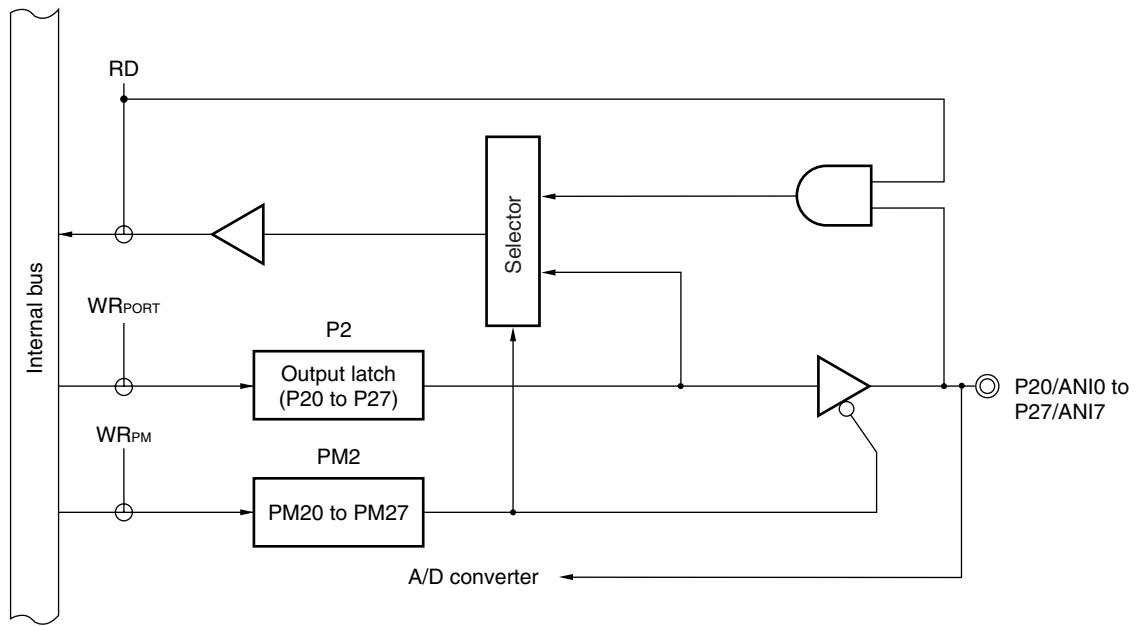 RD
Selector
Internal bus
WRPORT
P2
Output latch
(P20 to P27)
P20/ANI0 to
P27/ANI7
WRPM
PM2
PM20 to PM27
A/D converter